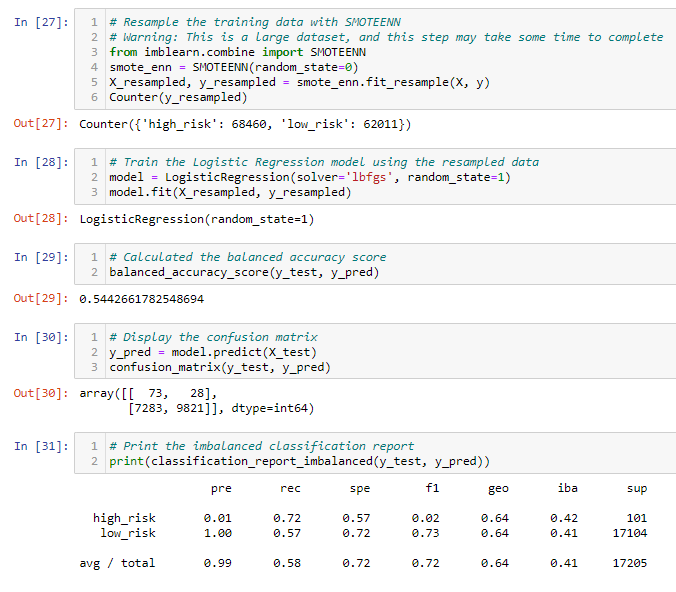 In [27]: 1 # Resample the training data with SMOTEENN
2 # Warning: This is a large dataset, and this step may take some time to complete
3 from imblearn.combine import SMOTEENN
4 smote_enn = SMOTEENN(random_state=0)
5 X_resampled, y_resampled = smote_enn.fit_resample(X, y)
6 Counter(y_resampled)
Out[27]: Counter({'high_risk': 68460, 'low_risk': 62011})
In [28]: 1 # Train the Logistic Regression model using the resampled data
2 model = LogisticRegression(solver='lbfgs', random_state=1)
3 model.fit(X_resampled, y_resampled)
Out[28]: LogisticRegression(random_state=1)
In [29]: 1 # Calculated the balanced accuracy score
2 balanced_accuracy_score(y_test, y_pred)
Out[29]: 0.5442661782548694
In [30]: 1 # Display the confusion matrix
2 y_pred = model.predict(X_test)
3 confusion_matrix(y_test, y_pred)
Out[30]: array([[ 73, 28],
[7283, 9821]], dtype=int64)
In [31]: 1 # Print the imbalanced classification report
2 print(classification_report_imbalanced(y_test, y_pred))
pre rec spe f1 geo iba sup
high_risk 0.01 0.72 0.57 0.02 0.64 0.42 101
low_risk 1.00 0.57 0.72 0.73 0.64 0.41 17104
avg / total 0.99 0.58 0.72 0.72 0.64 0.41 17205